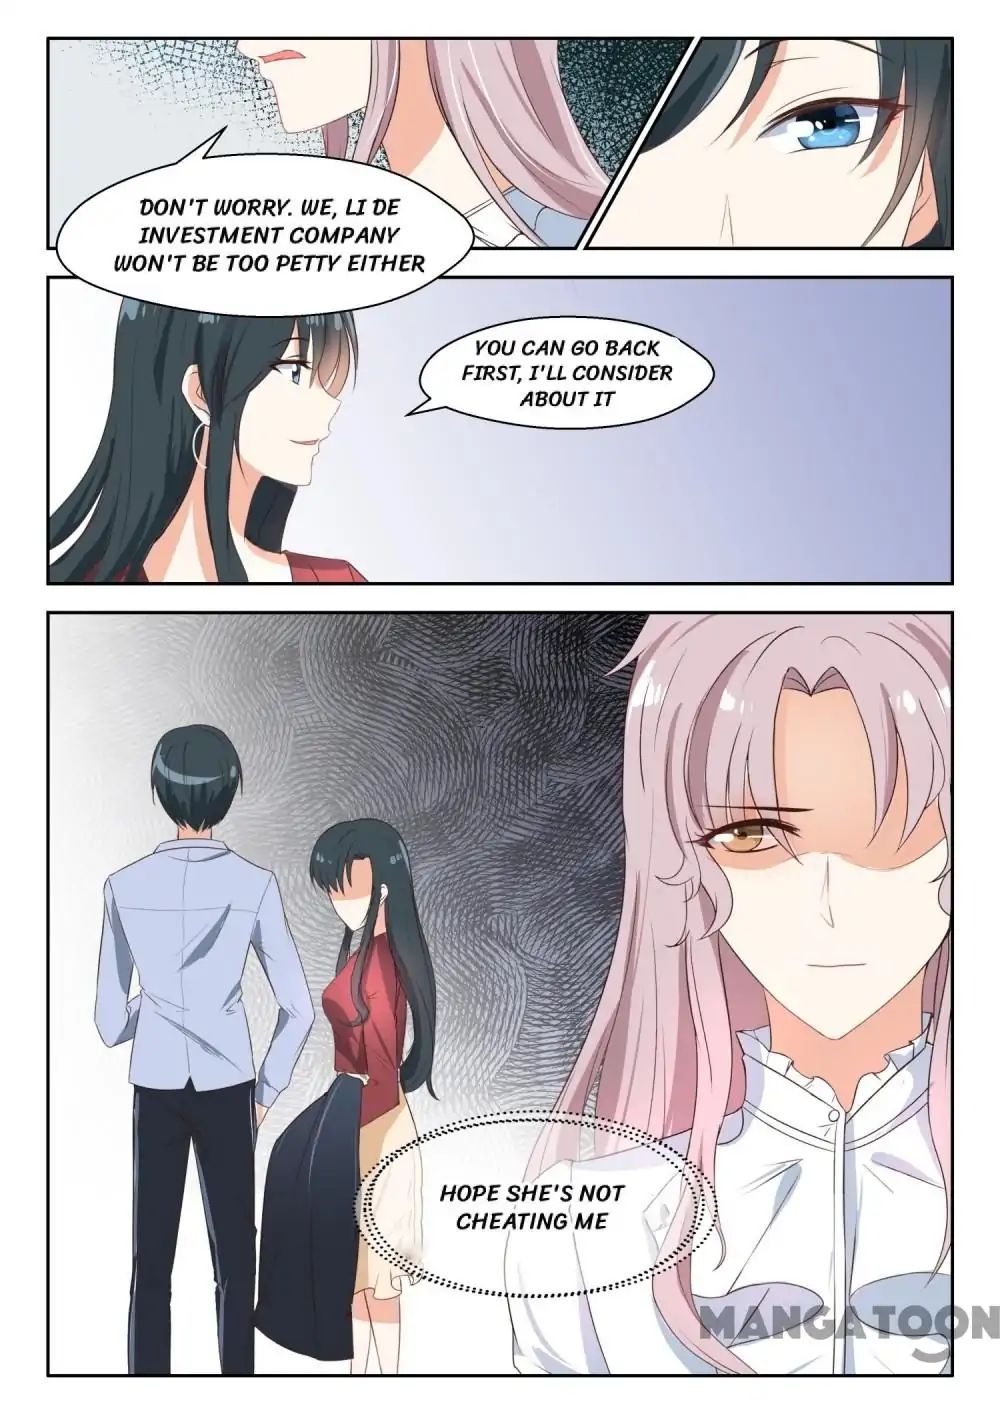 DON'T WORRY. WE, LI DE
INVESTMENT COMPANY
WON'T BE TOO PETTY EITHER
YOU CAN GO BACK
FIRST, I'LL CONSIDER
ABOUT IT
HOPE SHE'S NOT
CHEATING ME
MANGATOON